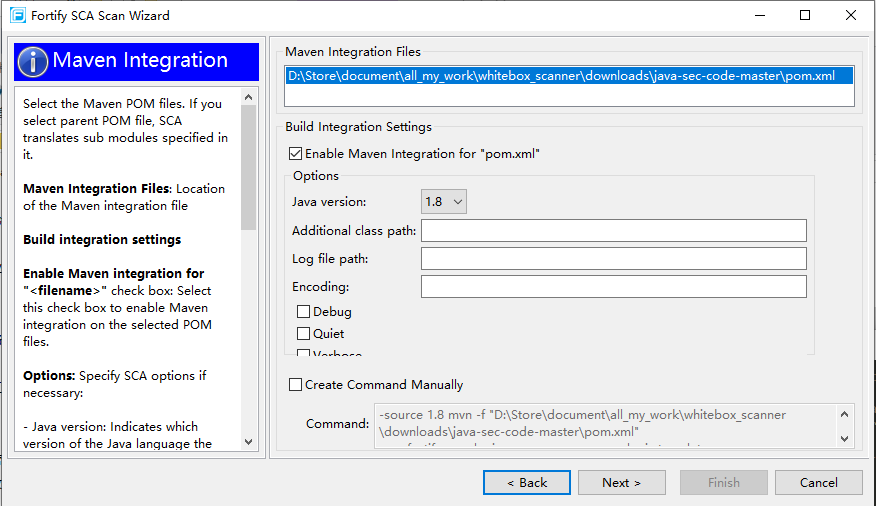 Fortify SCA Scan Wizard
Maven Integration
Select the Maven POM files. If you
select parent POM file, SCA
translates sub modules specified in
it.
Maven Integration Files: Location
of the Maven integration file
Build integration settings
Enable Maven integration for
"<filename>" check box: Select
this check box to enable Maven
integration on the selected POM
files.
Options: Specify SCA options if
necessary:
- Java version: Indicates which
version of the Java language the
Maven Integration Files
D:\Store\document\all_my_work\whitebox_scanner\downloads\java-sec-code-master\pom.xml
Build Integration Settings
Enable Maven Integration for "pom.xml"
Options
Java version: 1.8
Additional class path:
Log file path:
Encoding:
Debug
Quiet
Verbose
Create Command Manually
Command: -source 1.8 mvn -f "D:\Store\document\all_my_work\whitebox_scanner
\downloads\java-sec-code-master\pom.xml"
< Back Next > Finish Cancel